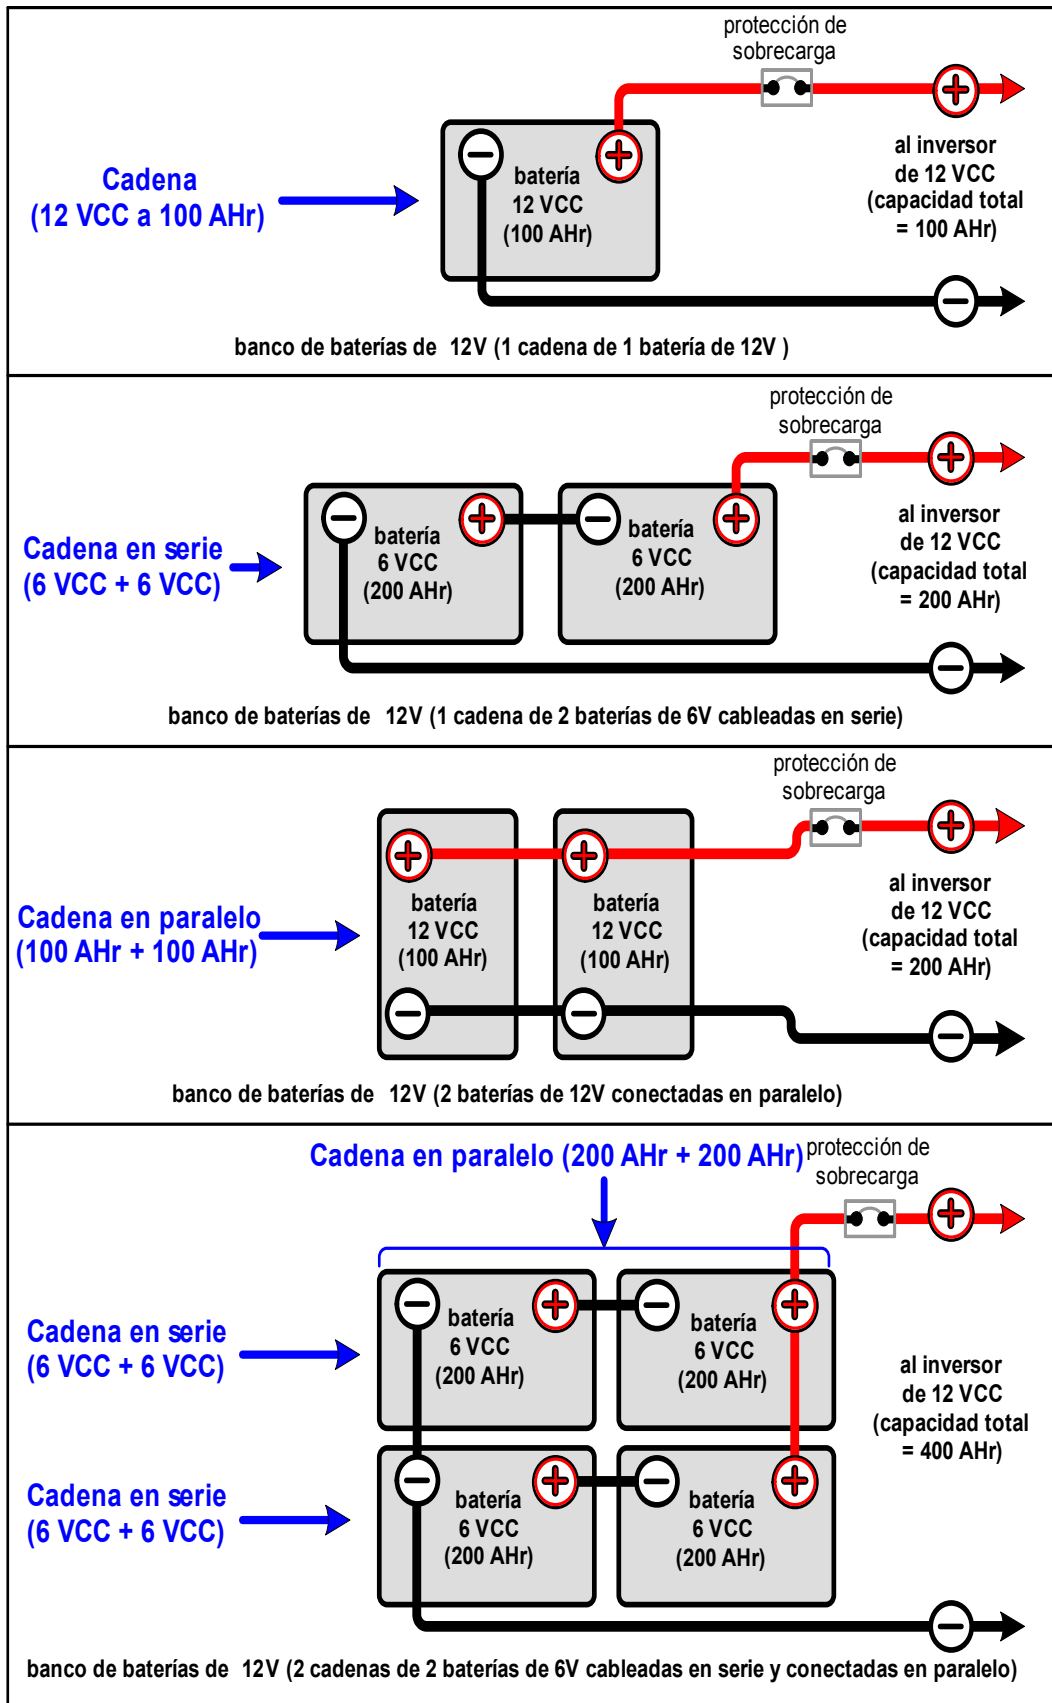 protección de
sobrecarga
al inversor
de 12 VCC
(capacidad total
= 100 AHr)
Cadena
(12 VCC a 100 AHr)
batería
12 VCC
(100 AHr)
banco de baterías de 12V (1 cadena de 1 batería de 12V )
protección de
sobrecarga
al inversor
de 12 VCC
(capacidad total
= 200 AHr)
Cadena en serie
(6 VCC + 6 VCC)
batería
6 VCC
(200 AHr)
batería
6 VCC
(200 AHr)
banco de baterías de 12V (1 cadena de 2 baterías de 6V cableadas en serie)
protección de
sobrecarga
al inversor
de 12 VCC
(capacidad total
= 200 AHr)
Cadena en paralelo
(100 AHr + 100 AHr)
batería
12 VCC
(100 AHr)
batería
12 VCC
(100 AHr)
banco de baterías de 12V (2 baterías de 12V conectadas en paralelo)
Cadena en paralelo (200 AHr + 200 AHr)
protección de
sobrecarga
Cadena en serie
(6 VCC + 6 VCC)
batería
6 VCC
(200 AHr)
batería
6 VCC
(200 AHr)
al inversor
de 12 VCC
(capacidad total
= 400 AHr)
Cadena en serie
(6 VCC + 6 VCC)
batería
6 VCC
(200 AHr)
batería
6 VCC
(200 AHr)
banco de baterías de 12V (2 cadenas de 2 baterías de 6V cableadas en serie y conectadas en paralelo)